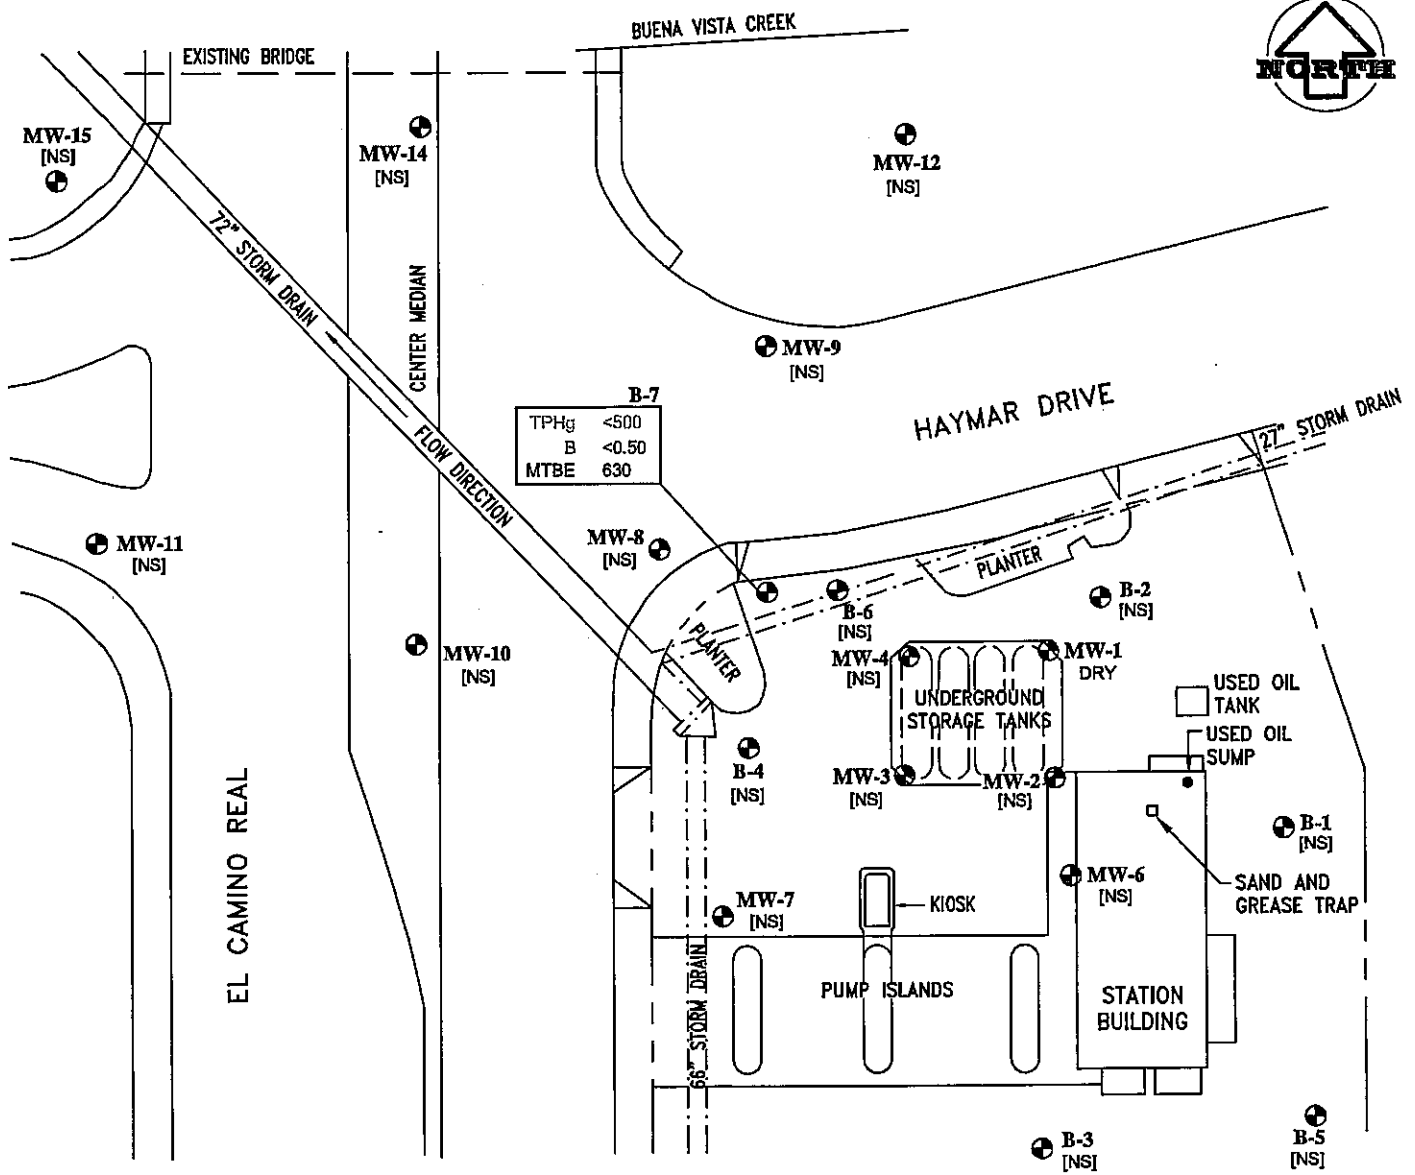 BUENA VISTA CREEK
EXISTING BRIDGE
NORTH
MW-15
[NS]
MW-14
[NS]
MW-12
[NS]
72" STORM DRAIN
CENTER MEDIAN
MW-9
[NS]
B-7
TPHg <500
B <0.50
MTBE 630
HAYMAR DRIVE
27" STORM DRAIN
FLOW DIRECTION
MW-11
[NS]
MW-8
[NS]
PLANTER
B-2
[NS]
B-6
[NS]
MW-10
[NS]
PLANTER
MW-4
[NS]
MW-1
DRY
UNDERGROUND
STORAGE TANKS
USED OIL
TANK
USED OIL
SUMP
B-4
[NS]
MW-3
[NS]
MW-2
[NS]
B-1
[NS]
EL CAMINO REAL
MW-6
[NS]
SAND AND
GREASE TRAP
MW-7
[NS]
KIOSK
66" STORM DRAIN
PUMP ISLANDS
STATION
BUILDING
B-3
[NS]
B-5
[NS]